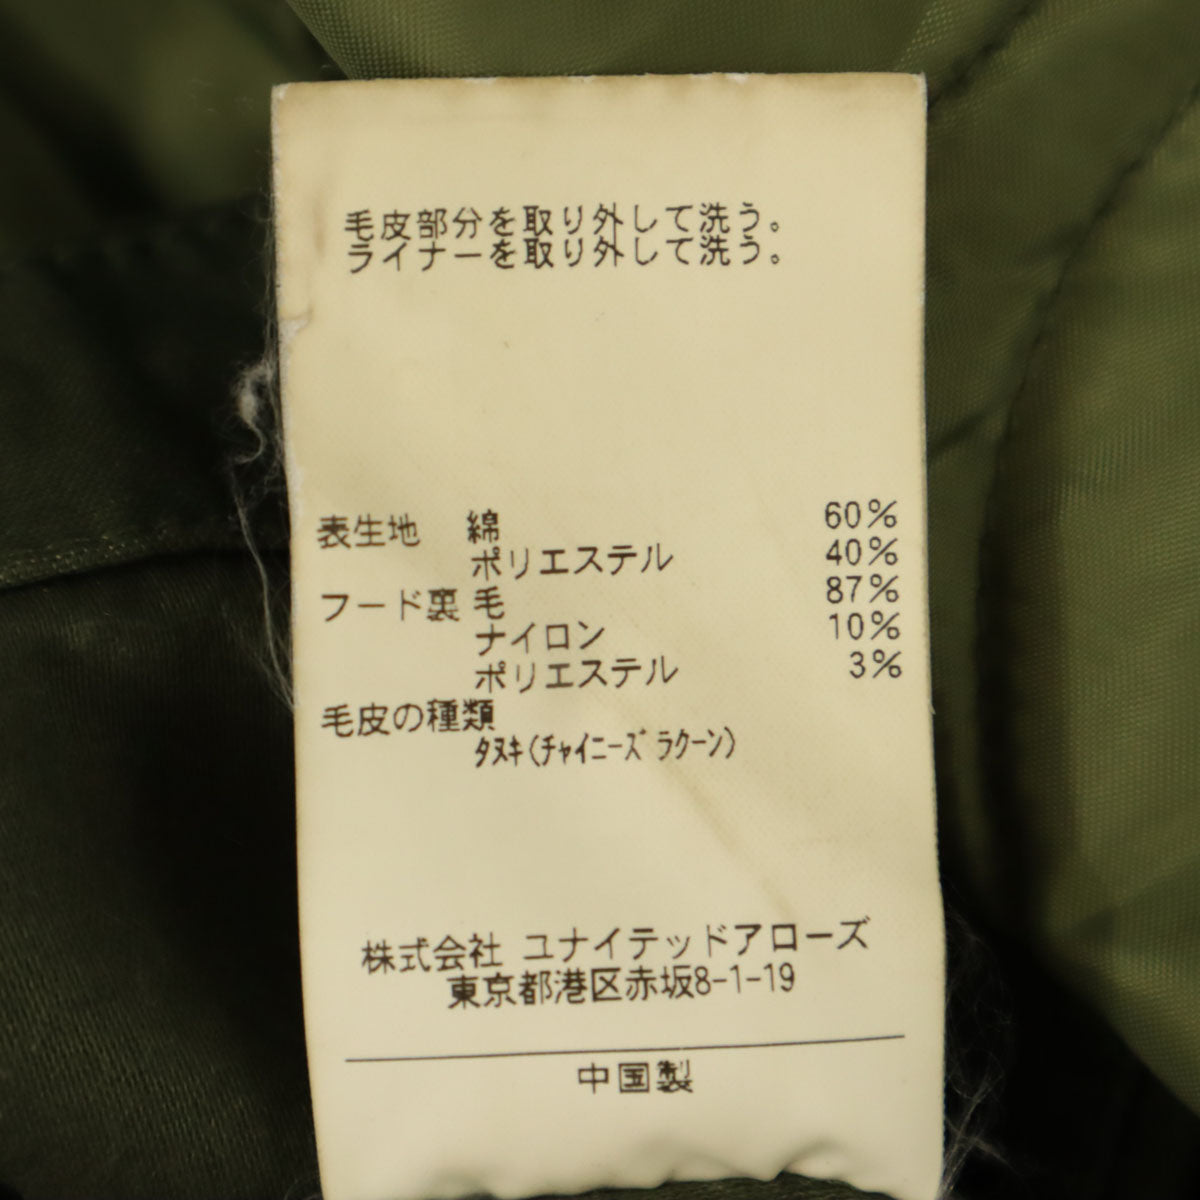 毛皮部分を取り外して洗う。
ライナーを取り外して洗う。
表生地 綿 60%
ポリエステル 40%
フード裏 毛 87%
ナイロン 10%
ポリエステル 3%
毛皮の種類
ﾀﾇｷ(ﾁｬｲﾆｰｽﾞﾗｸｰﾝ)
株式会社 ユナイテッドアローズ
東京都港区赤坂8-1-19
中国製